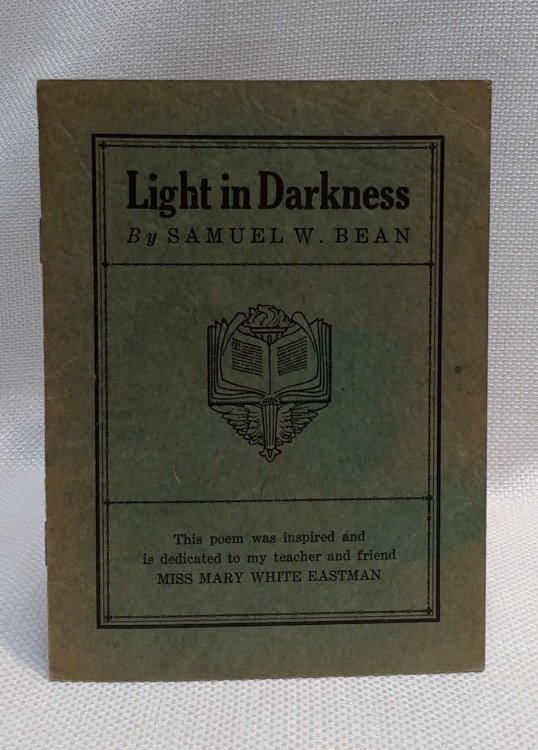 Light in Darkness
By SAMUEL W. BEAN
This poem was inspired and
is dedicated to my teacher and friend
MISS MARY WHITE EASTMAN